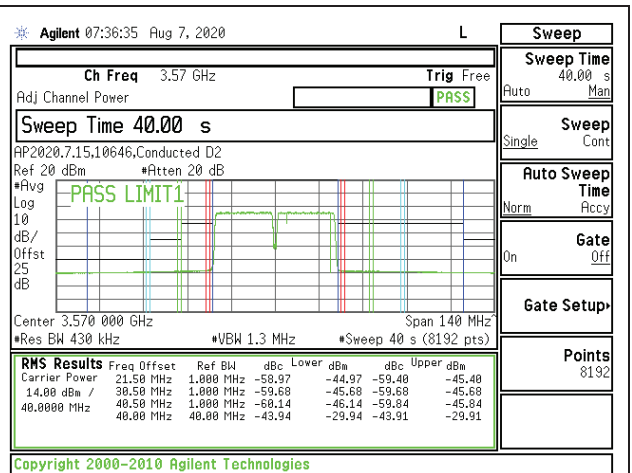 Agilent 07:36:35 Aug 7, 2020 L
Ch Freq 3.57 GHz Trig Free
Adj Channel Power PASS
Sweep Time 40.00 s
AP2020.7.15,10646,Conducted D2
Ref 20 dBm #Atten 20 dB
#Avg
Log
10
dB/
Offst
25
dB
PASS LIMIT1
Center 3.570 000 GHz Span 140 MHz^
#Res BW 430 kHz #VBW 1.3 MHz #Sweep 40 s (8192 pts)
RMS Results Freq Offset Ref BW dBc Lower dBm dBc Upper dBm
Carrier Power 21.50 MHz 1.000 MHz -58.97 -44.97 -59.40 -45.40
14.00 dBm / 30.50 MHz 1.000 MHz -59.68 -45.68 -59.68 -45.68
40.0000 MHz 40.50 MHz 1.000 MHz -60.14 -46.14 -59.84 -45.84
40.00 MHz 40.00 MHz -43.94 -29.94 -43.91 -29.91
Copyright 2000-2010 Agilent Technologies
Sweep
Sweep Time
40.00 s
Auto Man
Sweep
Single Cont
Auto Sweep
Time
Norm Accy
Gate
On Off
Gate Setup▸
Points
8192